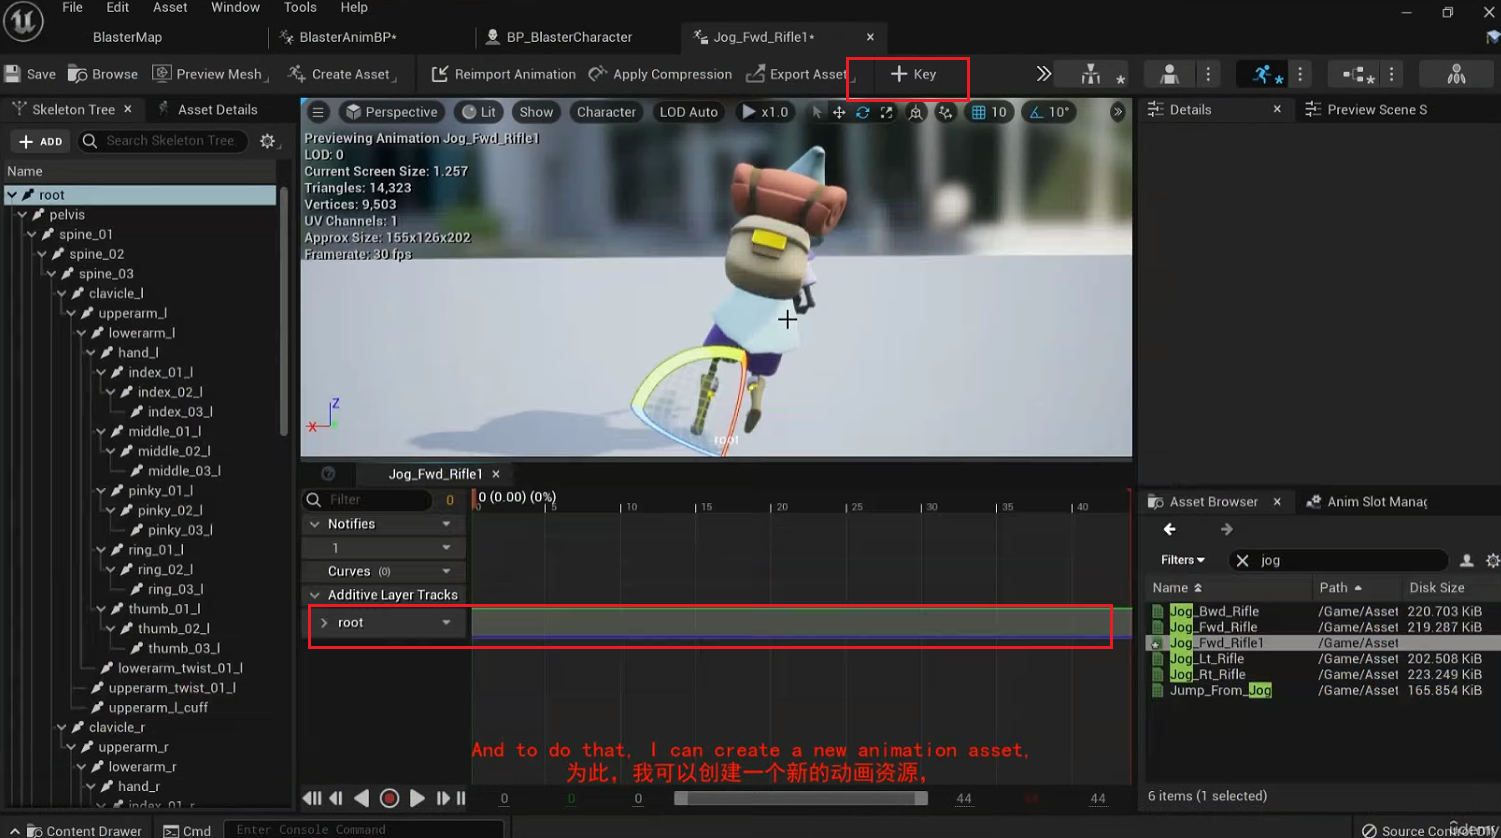 File Edit Asset Window Tools Help
BlasterMap BlasterAnimBP* BP_BlasterCharacter Jog_Fwd_Rifle1*
Save Browse Preview Mesh Create Asset Reimport Animation Apply Compression Export Asset Key
Skeleton Tree Asset Details
ADD Search Skeleton Tree
Name
root
pelvis
spine_01
spine_02
spine_03
clavicle_l
upperarm_l
lowerarm_l
hand_l
index_01_l
index_02_l
index_03_l
middle_01_l
middle_02_l
middle_03_l
pinky_01_l
pinky_02_l
pinky_03_l
ring_01_l
ring_02_l
ring_03_l
thumb_01_l
thumb_02_l
thumb_03_l
lowerarm_twist_01_l
upperarm_twist_01_l
upperarm_l_cuff
clavicle_r
upperarm_r
lowerarm_r
hand_r
index_01_r
Perspective Lit Show Character LOD Auto x1.0 10 10°
Previewing Animation Jog_Fwd_Rifle1
LOD: 0
Current Screen Size: 1.257
Triangles: 14,323
Vertices: 9,503
UV Channels: 1
Approx Size: 155x126x202
Framerate: 30 fps
Z
X
root
Jog_Fwd_Rifle1
Filter 0 0 (0.00) (0%)
0 5 10 15 20 25 30 35 40
Notifies
1
Curves (0)
Additive Layer Tracks
root
And to do that, I can create a new animation asset,
为此，我可以创建一个新的动画资源，
0 0 0 44 44 44
Details Preview Scene S
Asset Browser Anim Slot Manag
Filters jog
Name Path Disk Size
Jog_Bwd_Rifle /Game/Asset 220.703 KiB
Jog_Fwd_Rifle /Game/Asset 219.287 KiB
Jog_Fwd_Rifle1 /Game/Asset
Jog_Lt_Rifle /Game/Asset 202.508 KiB
Jog_Rt_Rifle /Game/Asset 223.249 KiB
Jump_From_Jog /Game/Asset 165.854 KiB
6 items (1 selected)
Content Drawer Cmd Enter Console Command Source Control Off
Udemy